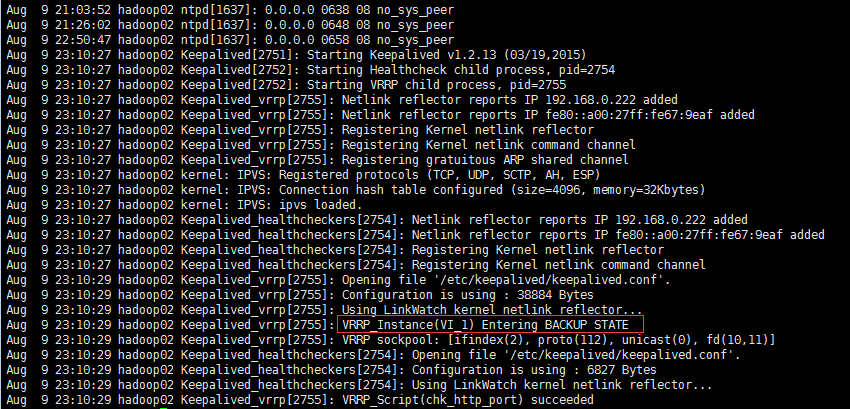 Aug  9 21:03:52 hadoop02 ntpd[1637]: 0.0.0.0 0638 08 no_sys_peer
Aug  9 21:26:02 hadoop02 ntpd[1637]: 0.0.0.0 0648 08 no_sys_peer
Aug  9 22:50:47 hadoop02 ntpd[1637]: 0.0.0.0 0658 08 no_sys_peer
Aug  9 23:10:27 hadoop02 Keepalived[2751]: Starting Keepalived v1.2.13 (03/19,2015)
Aug  9 23:10:27 hadoop02 Keepalived[2752]: Starting Healthcheck child process, pid=2754
Aug  9 23:10:27 hadoop02 Keepalived[2752]: Starting VRRP child process, pid=2755
Aug  9 23:10:27 hadoop02 Keepalived_vrrp[2755]: Netlink reflector reports IP 192.168.0.222 added
Aug  9 23:10:27 hadoop02 Keepalived_vrrp[2755]: Netlink reflector reports IP fe80::a00:27ff:fe67:9eaf added
Aug  9 23:10:27 hadoop02 Keepalived_vrrp[2755]: Registering Kernel netlink reflector
Aug  9 23:10:27 hadoop02 Keepalived_vrrp[2755]: Registering Kernel netlink command channel
Aug  9 23:10:27 hadoop02 Keepalived_vrrp[2755]: Registering gratuitous ARP shared channel
Aug  9 23:10:27 hadoop02 kernel: IPVS: Registered protocols (TCP, UDP, SCTP, AH, ESP)
Aug  9 23:10:27 hadoop02 kernel: IPVS: Connection hash table configured (size=4096, memory=32Kbytes)
Aug  9 23:10:27 hadoop02 kernel: IPVS: ipvs loaded.
Aug  9 23:10:27 hadoop02 Keepalived_healthcheckers[2754]: Netlink reflector reports IP 192.168.0.222 added
Aug  9 23:10:27 hadoop02 Keepalived_healthcheckers[2754]: Netlink reflector reports IP fe80::a00:27ff:fe67:9eaf added
Aug  9 23:10:27 hadoop02 Keepalived_healthcheckers[2754]: Registering Kernel netlink reflector
Aug  9 23:10:27 hadoop02 Keepalived_healthcheckers[2754]: Registering Kernel netlink command channel
Aug  9 23:10:29 hadoop02 Keepalived_vrrp[2755]: Opening file '/etc/keepalived/keepalived.conf'.
Aug  9 23:10:29 hadoop02 Keepalived_vrrp[2755]: Configuration is using : 38884 Bytes
Aug  9 23:10:29 hadoop02 Keepalived_vrrp[2755]: Using LinkWatch kernel netlink reflector...
Aug  9 23:10:29 hadoop02 Keepalived_vrrp[2755]: VRRP_Instance(VI_1) Entering BACKUP STATE
Aug  9 23:10:29 hadoop02 Keepalived_vrrp[2755]: VRRP sockpool: [ifindex(2), proto(112), unicast(0), fd(10,11)]
Aug  9 23:10:29 hadoop02 Keepalived_healthcheckers[2754]: Opening file '/etc/keepalived/keepalived.conf'.
Aug  9 23:10:29 hadoop02 Keepalived_healthcheckers[2754]: Configuration is using : 6827 Bytes
Aug  9 23:10:29 hadoop02 Keepalived_healthcheckers[2754]: Using LinkWatch kernel netlink reflector...
Aug  9 23:10:29 hadoop02 Keepalived_vrrp[2755]: VRRP_Script(chk_http_port) succeeded